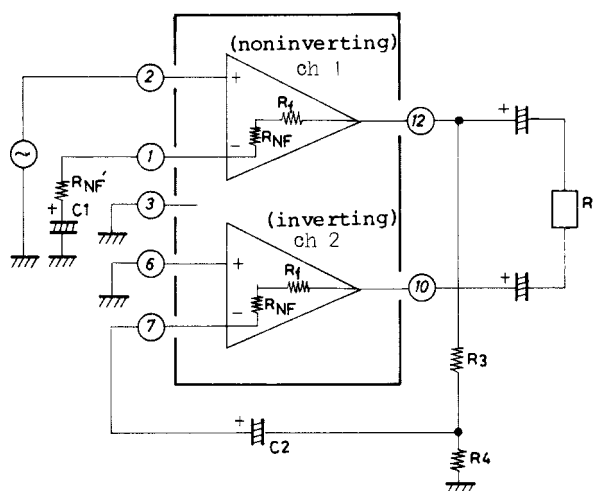 (noninverting)
ch 1
2
+
Rf
RNF
12
+
1
−
RNF'
+
C1
3
R
(inverting)
ch 2
6
+
Rf
RNF
10
+
7
−
R3
+
C2
R4